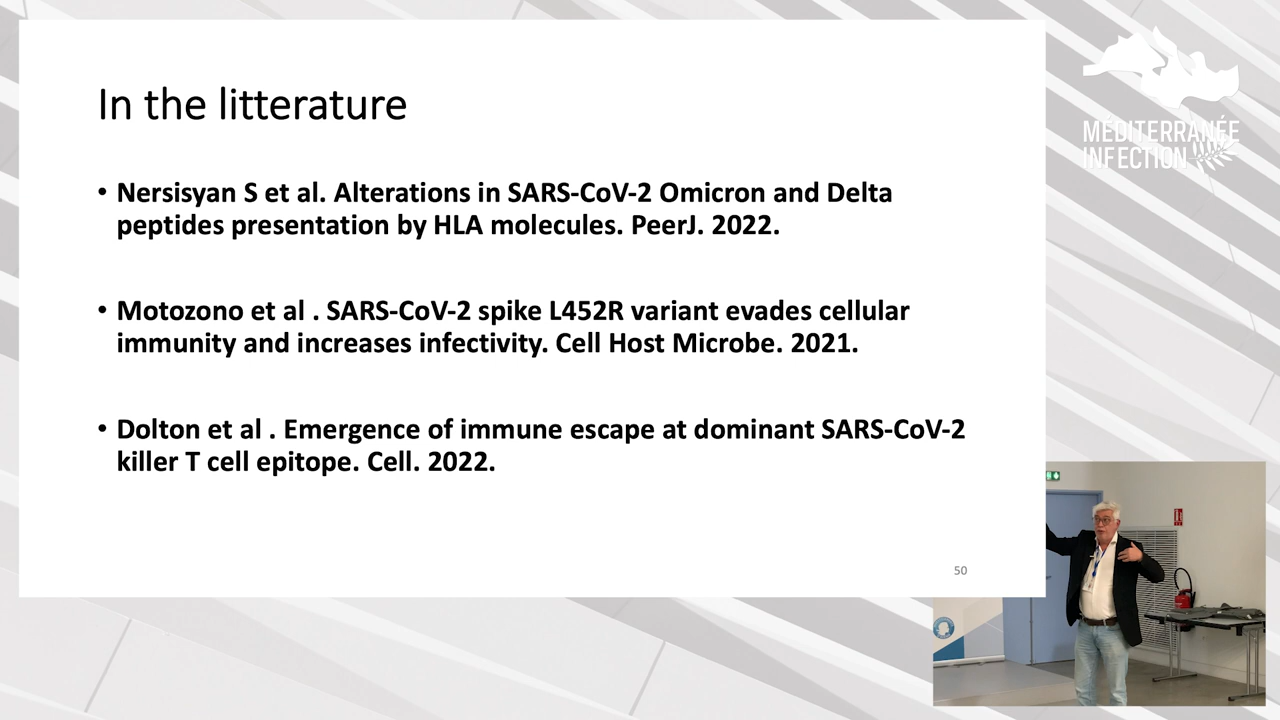 In the litterature
• Nersisyan S et al. Alterations in SARS-CoV-2 Omicron and Delta
peptides presentation by HLA molecules. PeerJ. 2022.
• Motozono et al . SARS-CoV-2 spike L452R variant evades cellular
immunity and increases infectivity. Cell Host Microbe. 2021.
• Dolton et al . Emergence of immune escape at dominant SARS-CoV-2
killer T cell epitope. Cell. 2022.
50
MÉDITERRANÉE
INFECTION